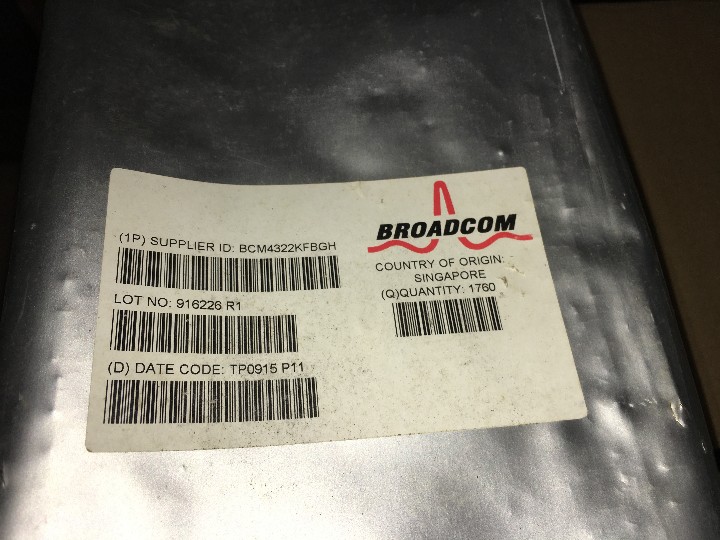 BROADCOM
(1P) SUPPLIER ID: BCM4322KFBGH
COUNTRY OF ORIGIN:
SINGAPORE
(Q)QUANTITY: 1760
LOT NO: 916226 R1
(D) DATE CODE: TP0915 P11